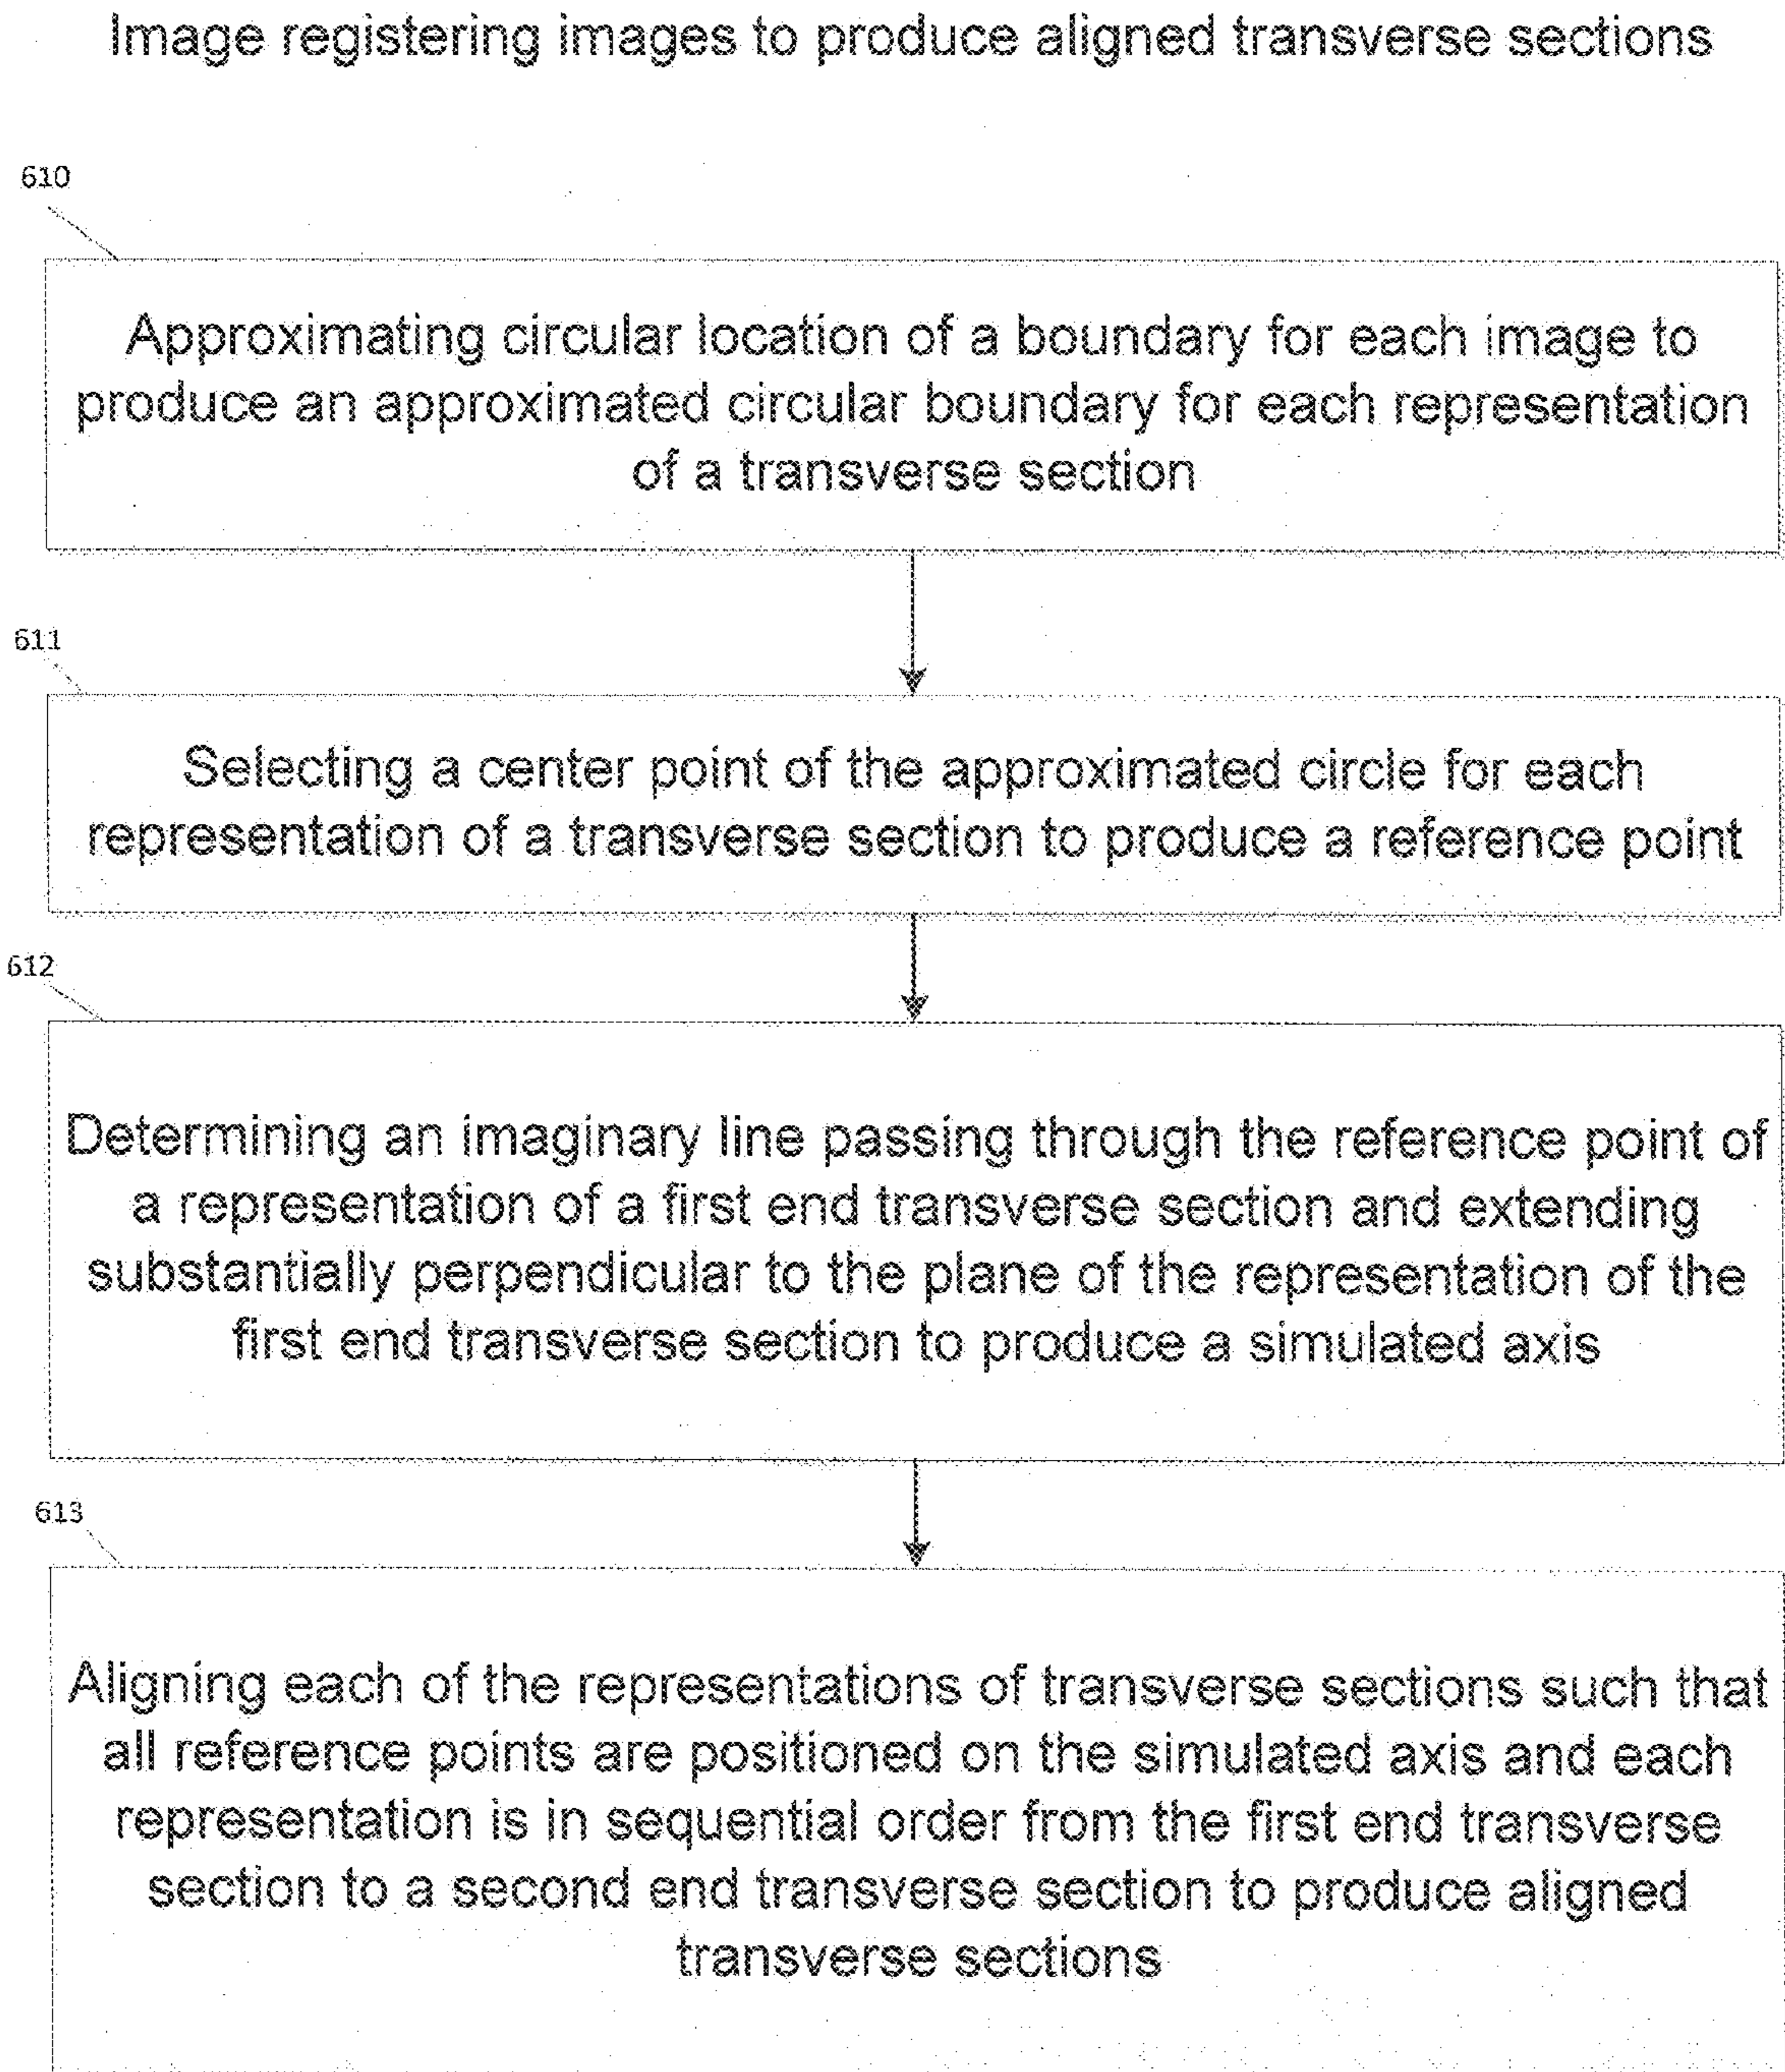 Image registering images to produce aligned transverse sections
610
Approximating circular location of a boundary for each image to
produce an approximated circular boundary for each representation
of a transverse section
611
Selecting a center point of the approximated circle for each
representation of a transverse section to produce a reference point
612
Determining an imaginary line passing through the reference point of
a representation of a first end transverse section and extending
substantially perpendicular to the plane of the representation of the
first end transverse section to produce a simulated axis
613
Aligning each of the representations of transverse sections such that
all reference points are positioned on the simulated axis and each
representation is in sequential order from the first end transverse
section to a second end transverse section to produce aligned
transverse sections